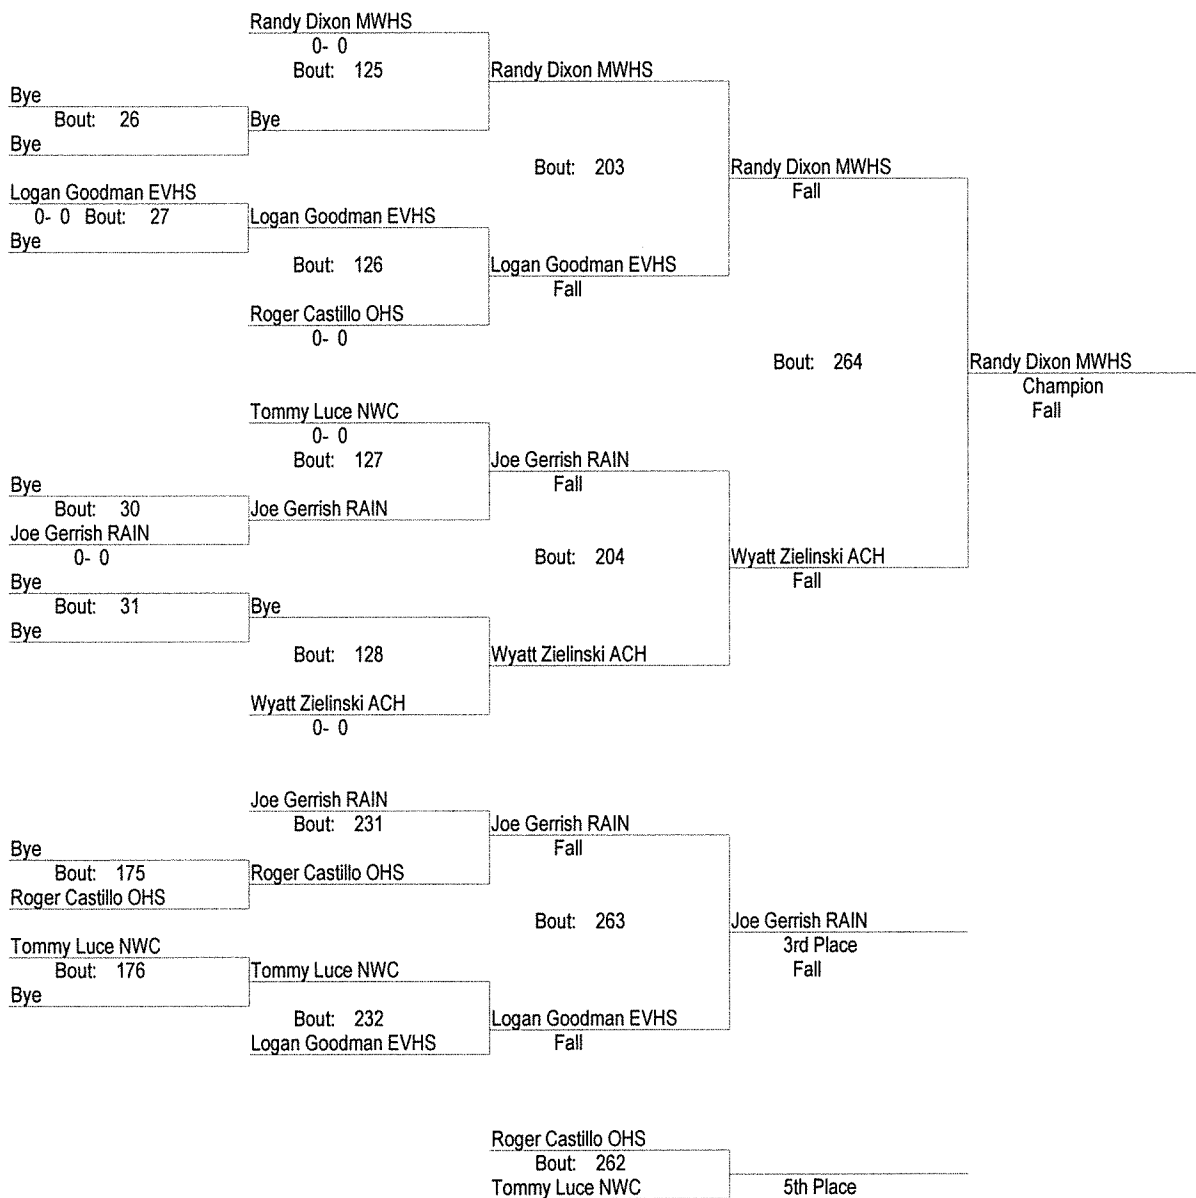 Randy Dixon MWHS
0- 0
Bout: 125
Randy Dixon MWHS
Bye
Bout: 26
Bye
Bye
Bout: 203
Randy Dixon MWHS
Fall
Logan Goodman EVHS
0- 0 Bout: 27
Logan Goodman EVHS
Bye
Bout: 126
Logan Goodman EVHS
Fall
Roger Castillo OHS
0- 0
Bout: 264
Randy Dixon MWHS
Champion
Fall
Tommy Luce NWC
0- 0
Bout: 127
Joe Gerrish RAIN
Fall
Bye
Bout: 30
Joe Gerrish RAIN
Joe Gerrish RAIN
0- 0
Bout: 204
Wyatt Zielinski ACH
Fall
Bye
Bout: 31
Bye
Bye
Bout: 128
Wyatt Zielinski ACH
Wyatt Zielinski ACH
0- 0
Joe Gerrish RAIN
Bout: 231
Joe Gerrish RAIN
Fall
Bye
Bout: 175
Roger Castillo OHS
Roger Castillo OHS
Bout: 263
Joe Gerrish RAIN
3rd Place
Fall
Tommy Luce NWC
Bout: 176
Tommy Luce NWC
Bye
Bout: 232
Logan Goodman EVHS
Fall
Logan Goodman EVHS
Roger Castillo OHS
Bout: 262
Tommy Luce NWC
5th Place